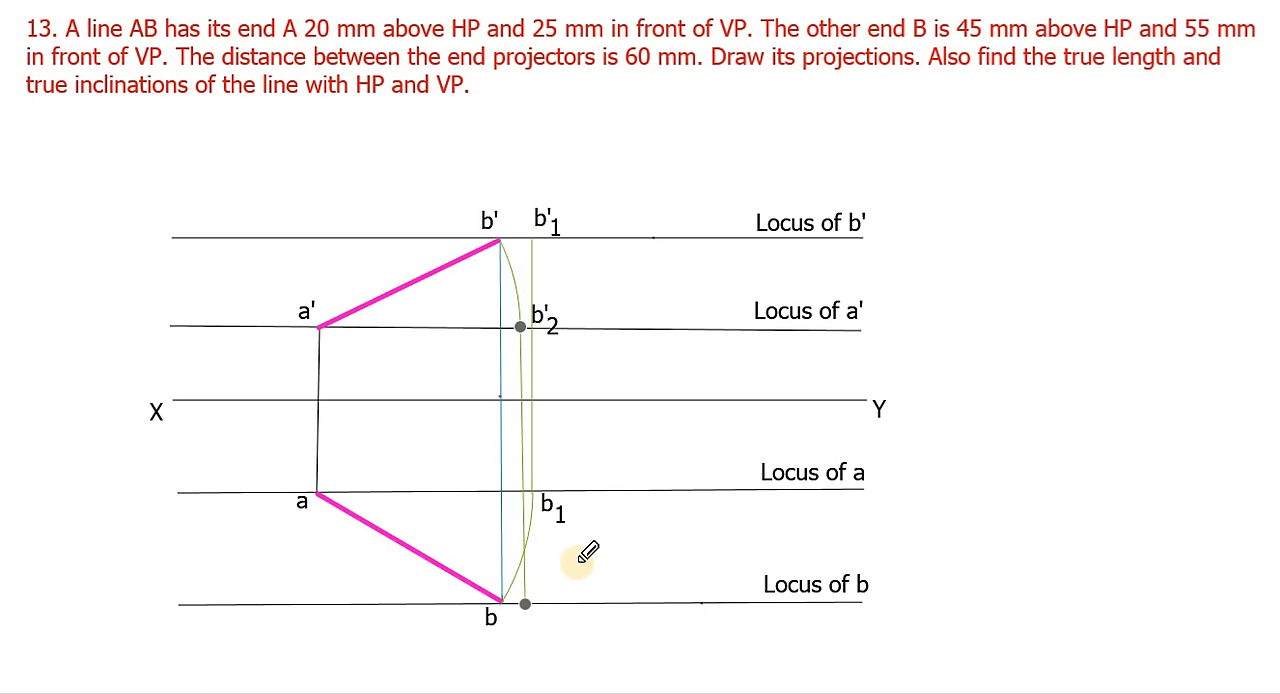 13. A line AB has its end A 20 mm above HP and 25 mm in front of VP. The other end B is 45 mm above HP and 55 mm
in front of VP. The distance between the end projectors is 60 mm. Draw its projections. Also find the true length and
true inclinations of the line with HP and VP.
b' b'1 Locus of b'
a' b'2 Locus of a'
X Y
a b1 Locus of a
b Locus of b